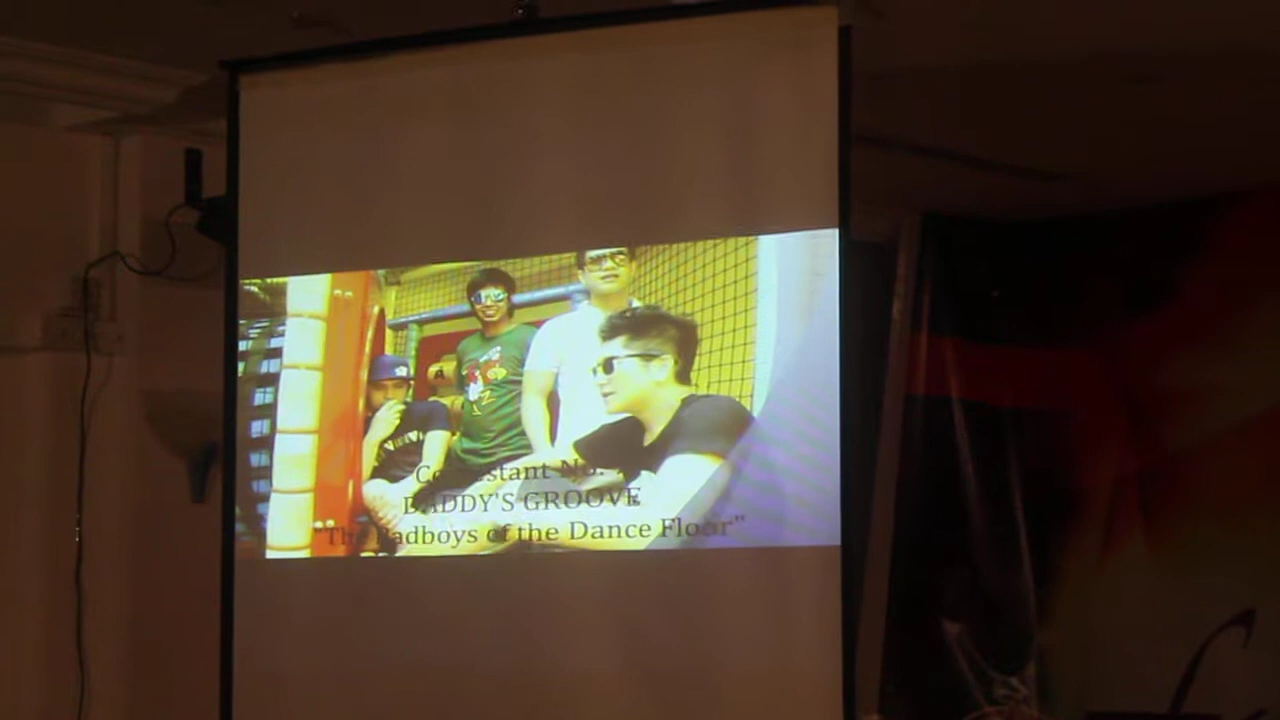 Contestant No.
DADDY'S GROOVE
"The Badboys of the Dance Floor"